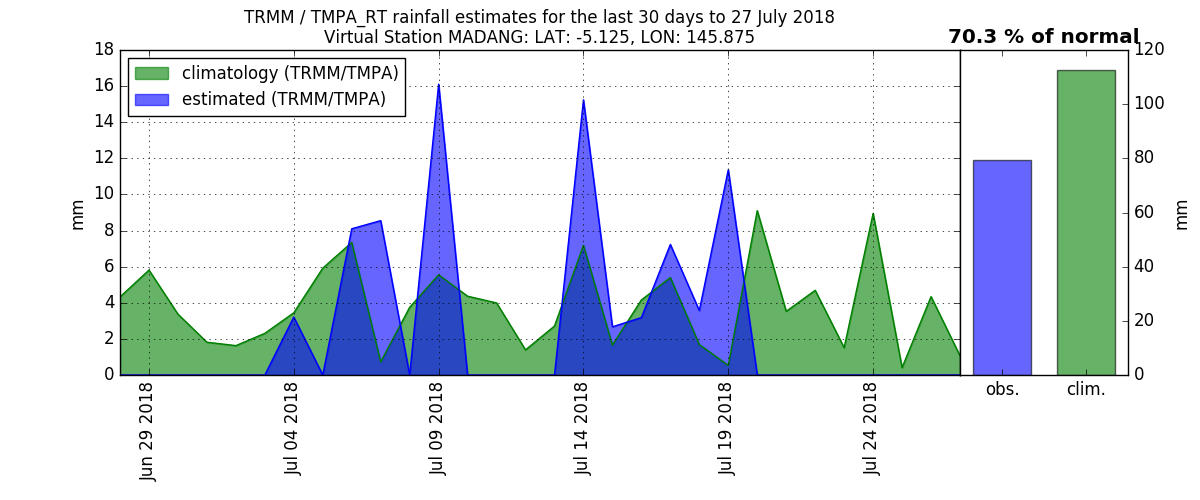 TRMM / TMPA_RT rainfall estimates for the last 30 days to 27 July 2018
Virtual Station MADANG: LAT: -5.125, LON: 145.875
70.3 % of normal
climatology (TRMM/TMPA)
estimated (TRMM/TMPA)
18
16
14
12
10
8
6
4
2
0
mm
Jun 29 2018
Jul 04 2018
Jul 09 2018
Jul 14 2018
Jul 19 2018
Jul 24 2018
120
100
80
60
40
20
0
mm
obs.
clim.